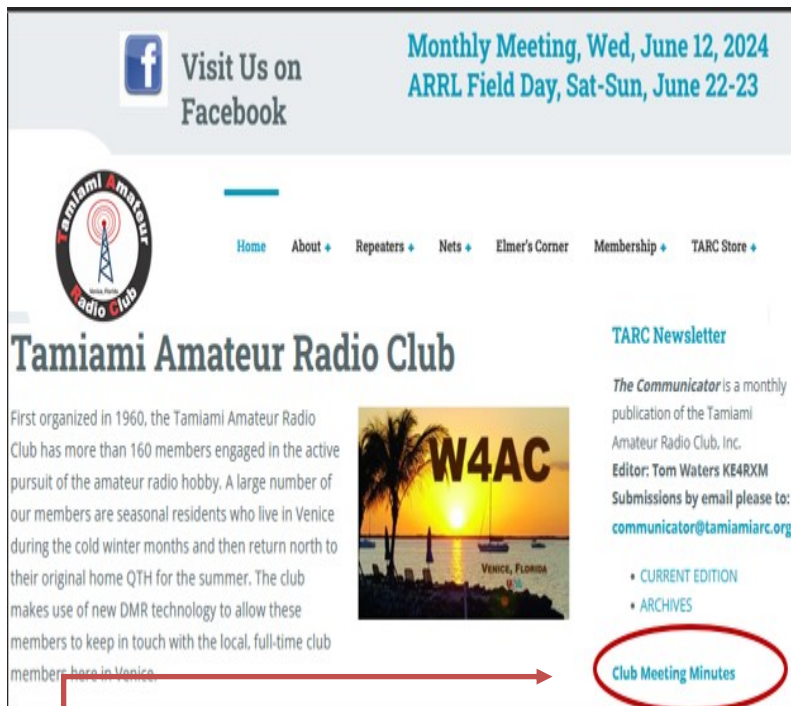 Visit Us on
Facebook
Monthly Meeting, Wed, June 12, 2024
ARRL Field Day, Sat-Sun, June 22-23
Tamiami Amateur
Radio Club
Venice, Florida
Home About + Repeaters + Nets + Elmer's Corner Membership + TARC Store +
Tamiami Amateur Radio Club
First organized in 1960, the Tamiami Amateur Radio
Club has more than 160 members engaged in the active
pursuit of the amateur radio hobby. A large number of
our members are seasonal residents who live in Venice
during the cold winter months and then return north to
their original home QTH for the summer. The club
makes use of new DMR technology to allow these
members to keep in touch with the local, full-time club
members here in Venice.
W4AC
VENICE, FLORIDA
USA
TARC Newsletter
The Communicator is a monthly
publication of the Tamiami
Amateur Radio Club, Inc.
Editor: Tom Waters KE4RXM
Submissions by email please to:
communicator@tamiamiarc.org
• CURRENT EDITION
• ARCHIVES
Club Meeting Minutes